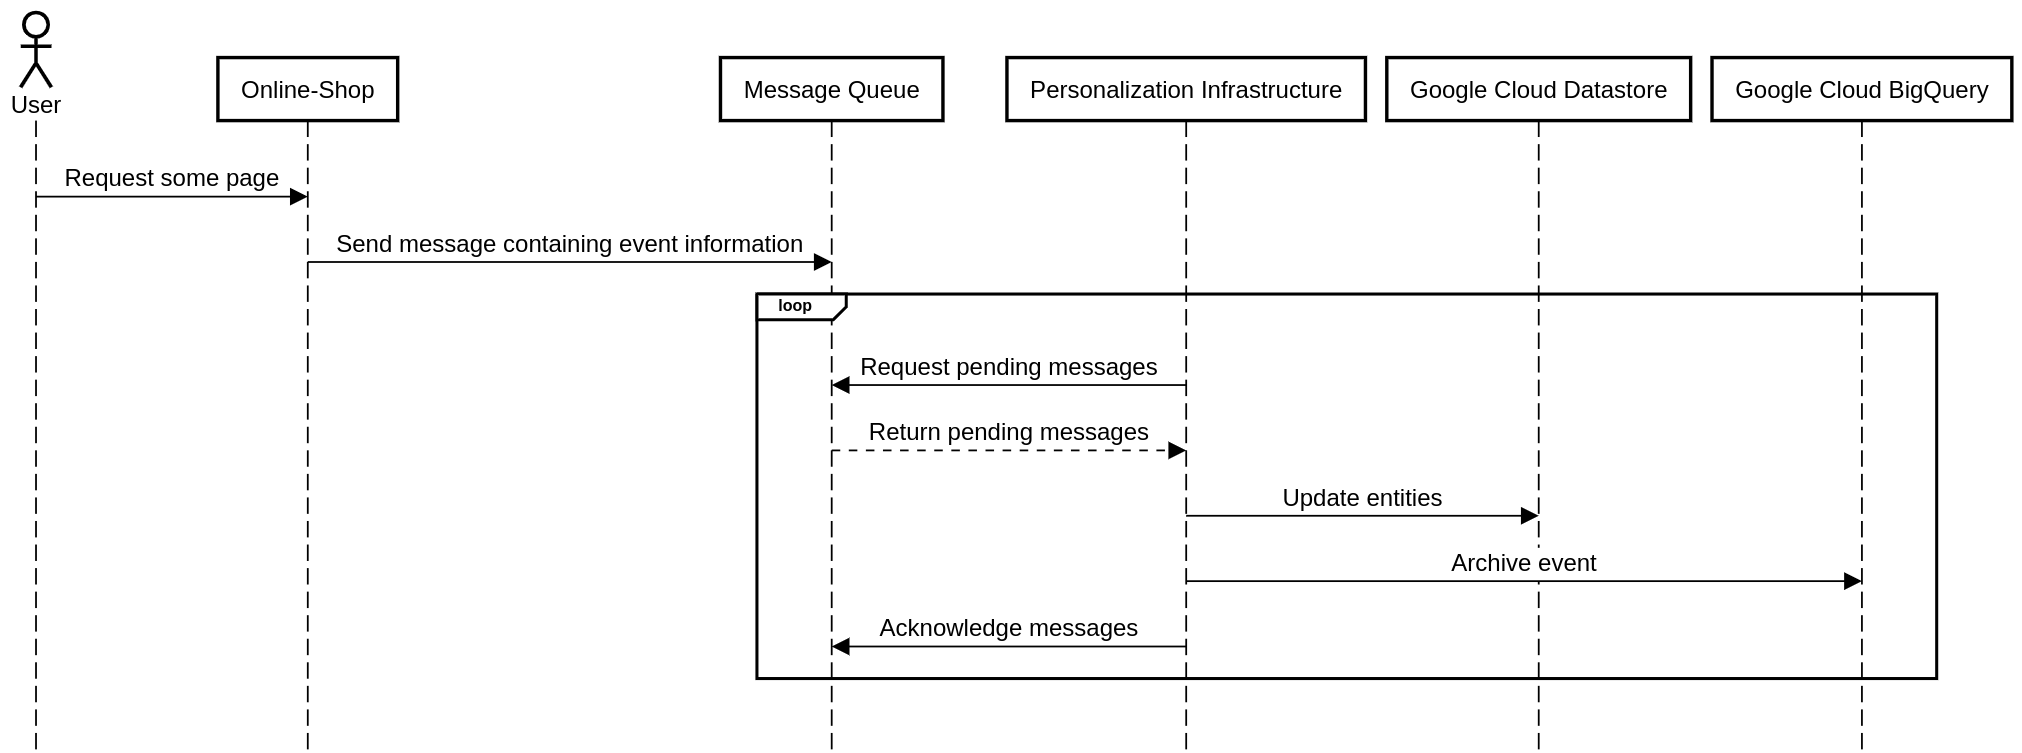 User
Online-Shop
Message Queue
Personalization Infrastructure
Google Cloud Datastore
Google Cloud BigQuery
Request some page
Send message containing event information
loop
Request pending messages
Return pending messages
Update entities
Archive event
Acknowledge messages